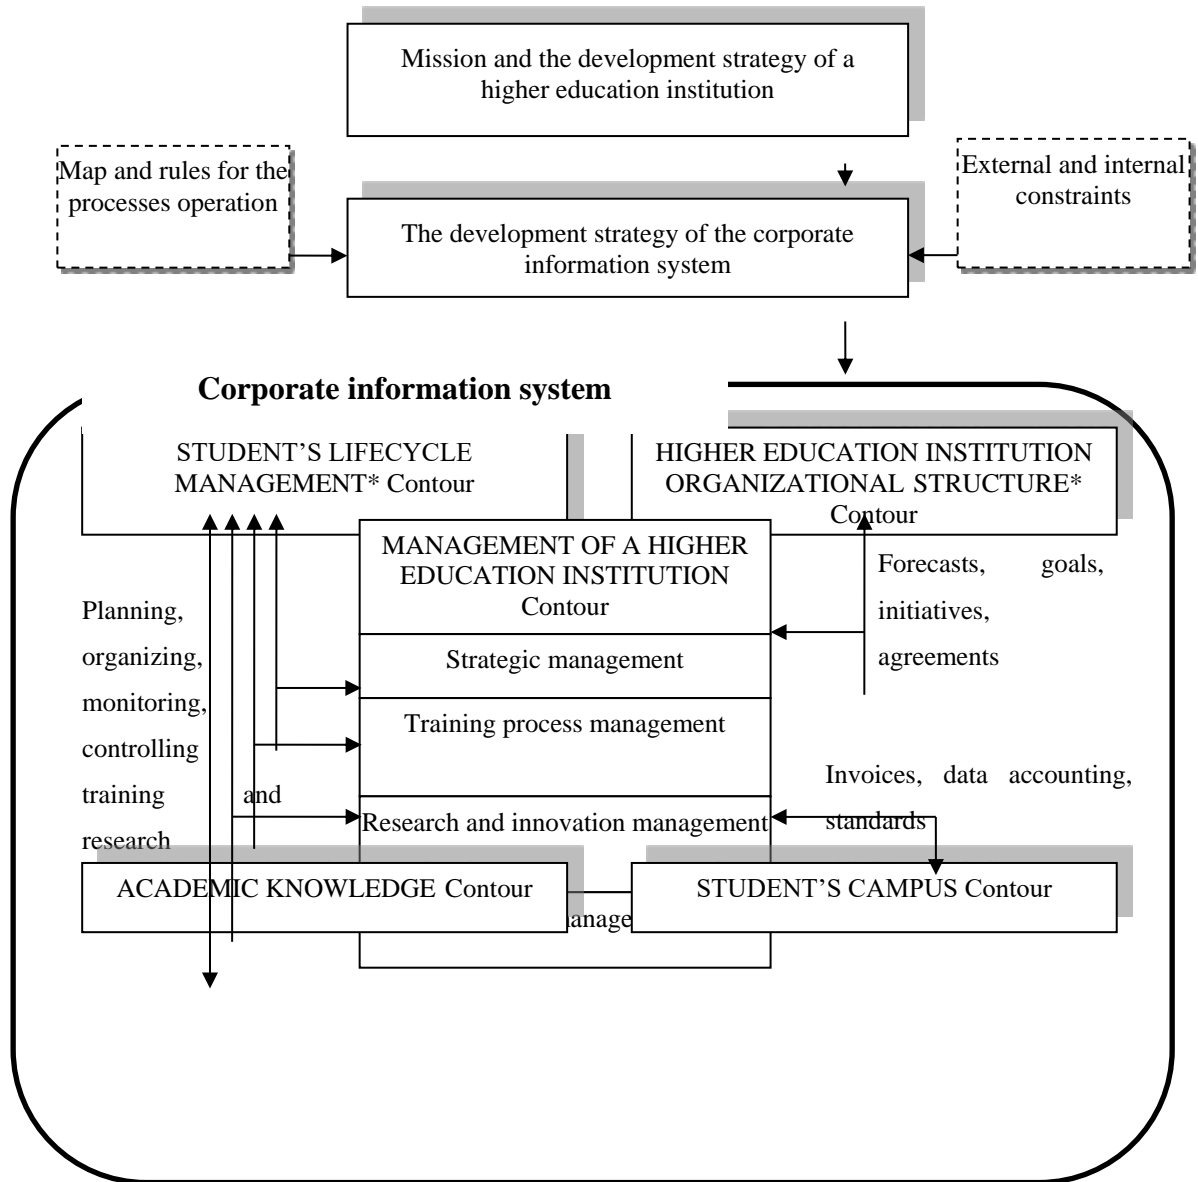 Mission and the development strategy of a
higher education institution
Map and rules for the
processes operation
External and internal
constraints
The development strategy of the corporate
information system
Corporate information system
STUDENT’S LIFECYCLE
MANAGEMENT* Contour
HIGHER EDUCATION INSTITUTION
ORGANIZATIONAL STRUCTURE*
Contour
MANAGEMENT OF A HIGHER
EDUCATION INSTITUTION
Contour
Strategic management
Training process management
Research and innovation management
Planning,
organizing,
monitoring,
controlling
training and
research
Forecasts, goals,
initiatives,
agreements
Invoices, data accounting,
standards
ACADEMIC KNOWLEDGE Contour
STUDENT’S CAMPUS Contour